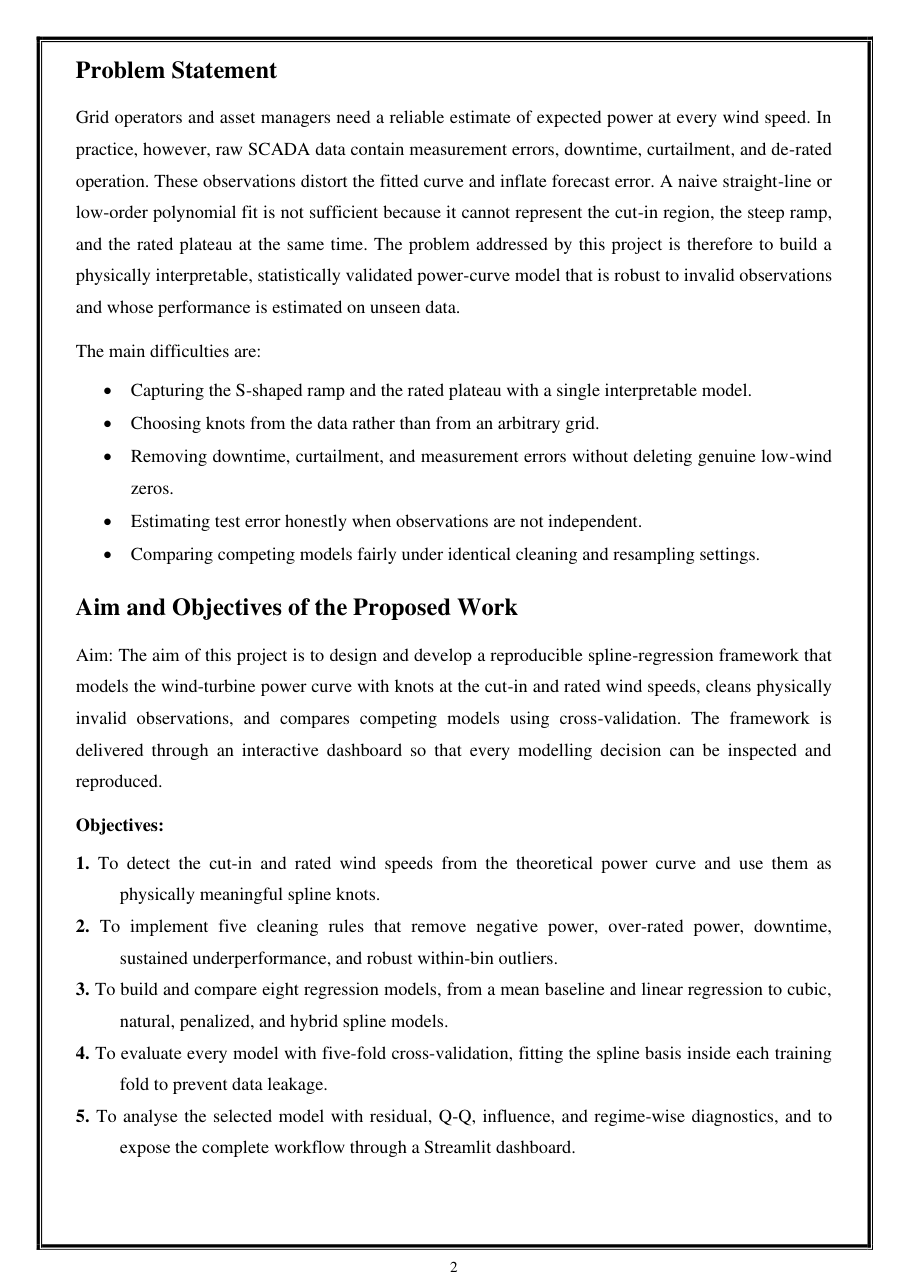 Problem Statement
Grid operators and asset managers need a reliable estimate of expected power at every wind speed. In
practice, however, raw SCADA data contain measurement errors, downtime, curtailment, and de-rated
operation. These observations distort the fitted curve and inflate forecast error. A naive straight-line or
low-order polynomial fit is not sufficient because it cannot represent the cut-in region, the steep ramp,
and the rated plateau at the same time. The problem addressed by this project is therefore to build a
physically interpretable, statistically validated power-curve model that is robust to invalid observations
and whose performance is estimated on unseen data.
The main difficulties are:
• Capturing the S-shaped ramp and the rated plateau with a single interpretable model.
• Choosing knots from the data rather than from an arbitrary grid.
• Removing downtime, curtailment, and measurement errors without deleting genuine low-wind
zeros.
• Estimating test error honestly when observations are not independent.
• Comparing competing models fairly under identical cleaning and resampling settings.
Aim and Objectives of the Proposed Work
Aim: The aim of this project is to design and develop a reproducible spline-regression framework that
models the wind-turbine power curve with knots at the cut-in and rated wind speeds, cleans physically
invalid observations, and compares competing models using cross-validation. The framework is
delivered through an interactive dashboard so that every modelling decision can be inspected and
reproduced.
Objectives:
1. To detect the cut-in and rated wind speeds from the theoretical power curve and use them as
physically meaningful spline knots.
2. To implement five cleaning rules that remove negative power, over-rated power, downtime,
sustained underperformance, and robust within-bin outliers.
3. To build and compare eight regression models, from a mean baseline and linear regression to cubic,
natural, penalized, and hybrid spline models.
4. To evaluate every model with five-fold cross-validation, fitting the spline basis inside each training
fold to prevent data leakage.
5. To analyse the selected model with residual, Q-Q, influence, and regime-wise diagnostics, and to
expose the complete workflow through a Streamlit dashboard.
2